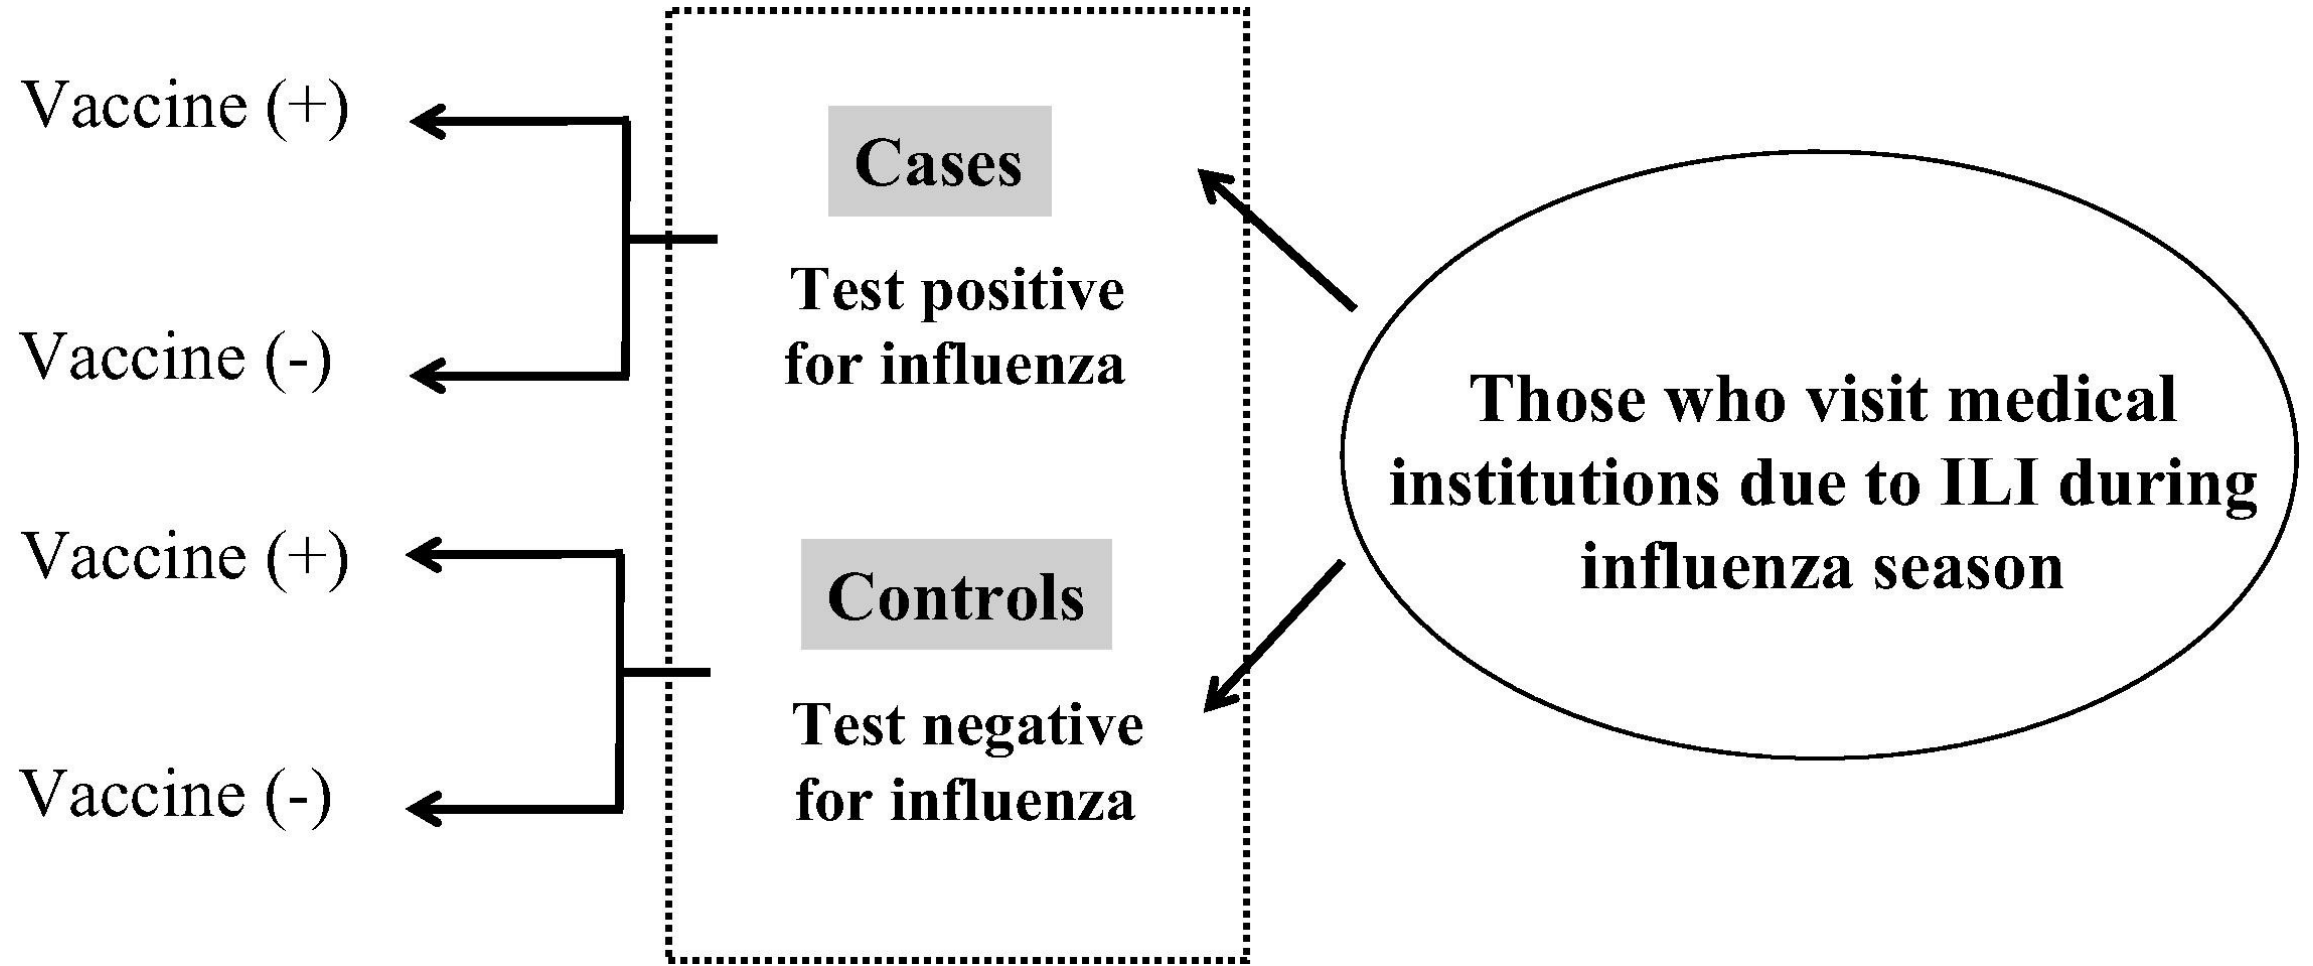 Vaccine (+)
Vaccine (-)
Vaccine (+)
Vaccine (-)
Cases
Test positive
for influenza
Controls
Test negative
for influenza
Those who visit medical
institutions due to ILI during
influenza season